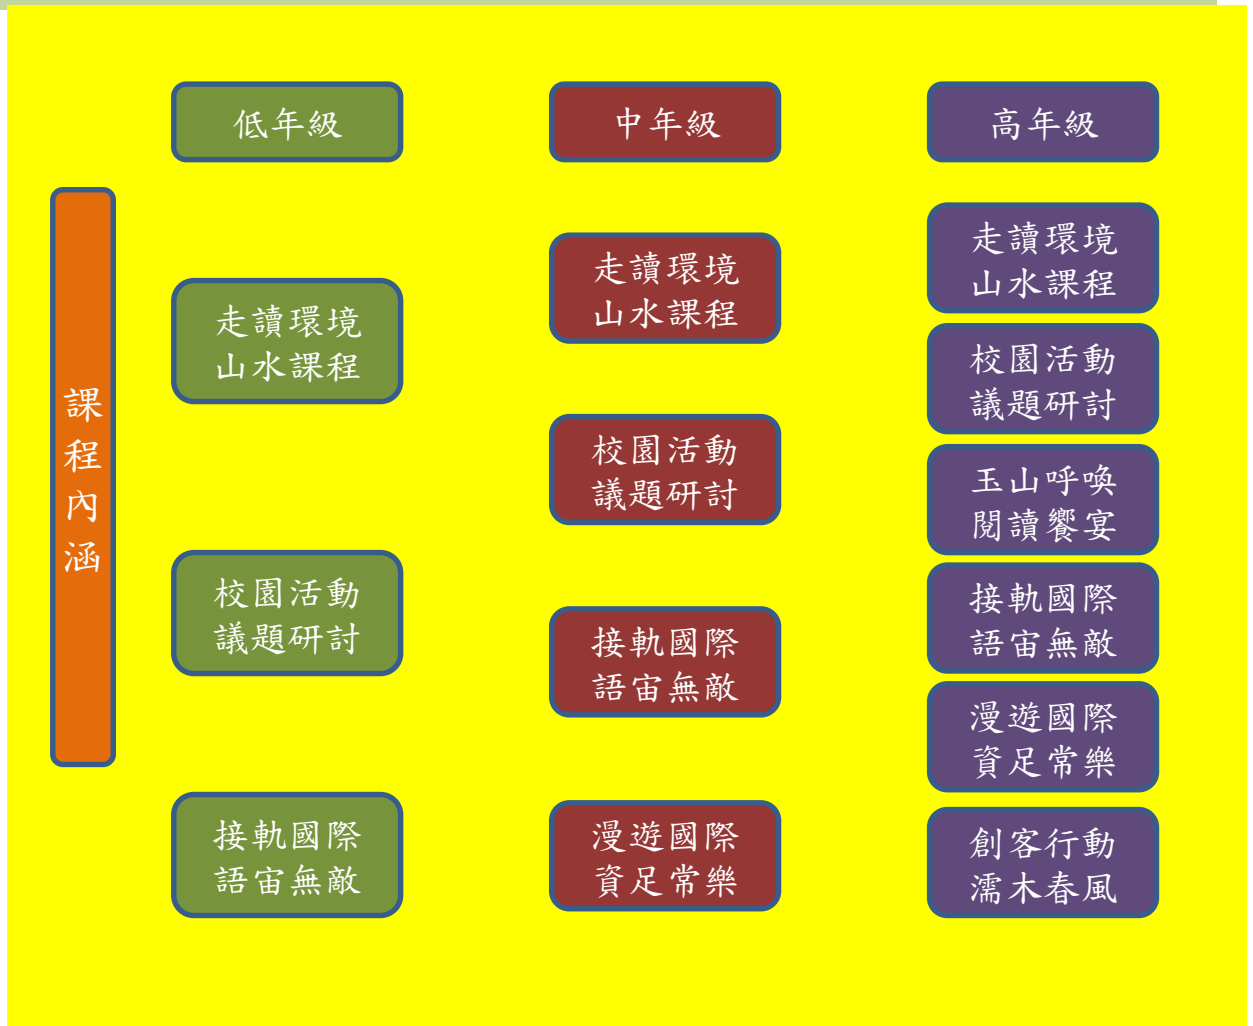 低年級
中年級
高年級
課程內涵
走讀環境
山水課程
校園活動
議題研討
接軌國際
語宙無敵
走讀環境
山水課程
校園活動
議題研討
接軌國際
語宙無敵
漫遊國際
資足常樂
走讀環境
山水課程
校園活動
議題研討
玉山呼喚
閱讀饗宴
接軌國際
語宙無敵
漫遊國際
資足常樂
創客行動
濡木春風